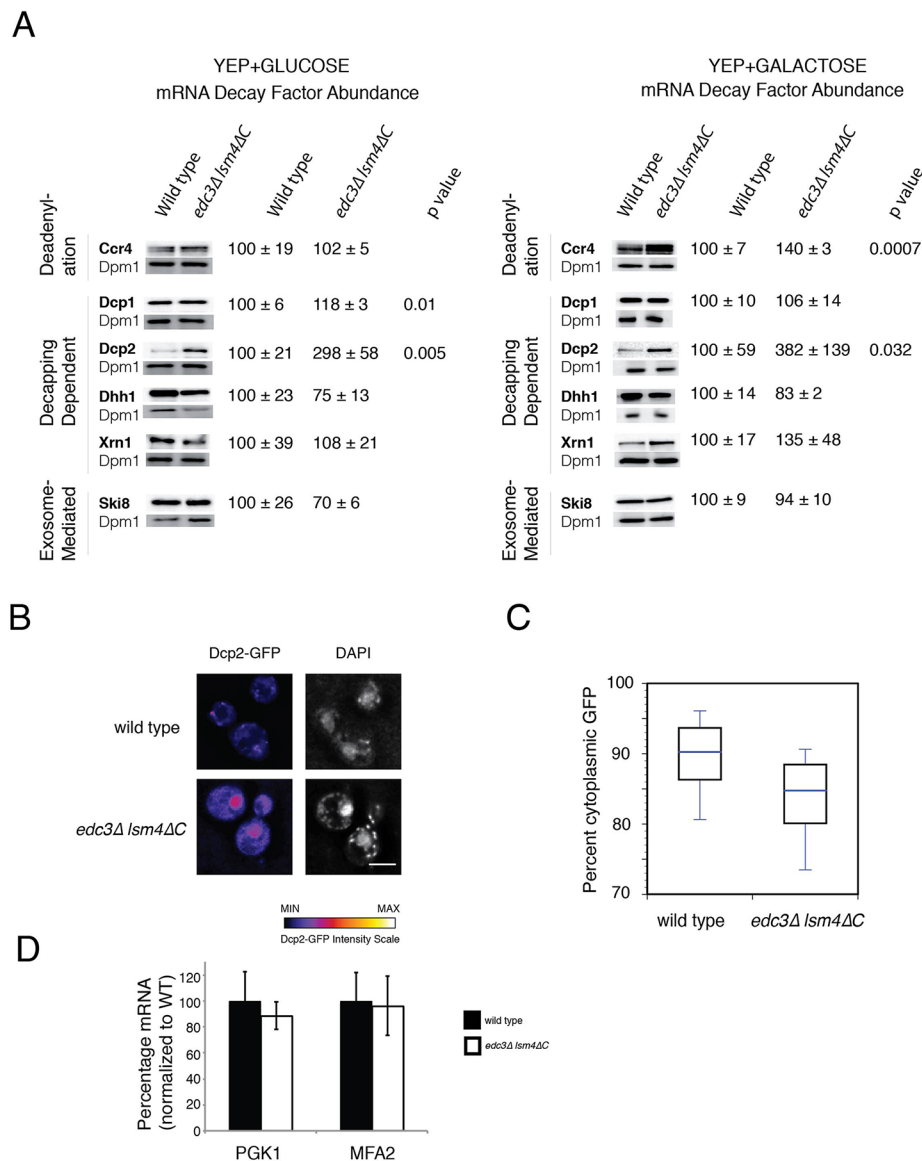 A
YEP+GLUCOSE
mRNA Decay Factor Abundance
Wild type
edc3Δ lsm4ΔC
Wild type
edc3Δ lsm4ΔC
p value
Deadenyl-
ation
Ccr4 100 ± 19 102 ± 5
Dpm1
Decapping
Dependent
Dcp1 100 ± 6 118 ± 3 0.01
Dpm1
Dcp2 100 ± 21 298 ± 58 0.005
Dpm1
Dhh1 100 ± 23 75 ± 13
Dpm1
Xrn1 100 ± 39 108 ± 21
Dpm1
Exosome-
Mediated
Ski8 100 ± 26 70 ± 6
Dpm1
YEP+GALACTOSE
mRNA Decay Factor Abundance
Wild type
edc3Δ lsm4ΔC
Wild type
edc3Δ lsm4ΔC
p value
Deadenyl-
ation
Ccr4 100 ± 7 140 ± 3 0.0007
Dpm1
Decapping
Dependent
Dcp1 100 ± 10 106 ± 14
Dpm1
Dcp2 100 ± 59 382 ± 139 0.032
Dpm1
Dhh1 100 ± 14 83 ± 2
Dpm1
Xrn1 100 ± 17 135 ± 48
Dpm1
Exosome-
Mediated
Ski8 100 ± 9 94 ± 10
Dpm1
B
Dcp2-GFP DAPI
wild type
edc3Δ lsm4ΔC
MIN MAX
Dcp2-GFP Intensity Scale
C
Percent cytoplasmic GFP
100
90
80
70
wild type edc3Δ lsm4ΔC
D
Percentage mRNA
(normalized to WT)
120
100
80
60
40
20
0
PGK1 MFA2
wild type
edc3Δ lsm4ΔC